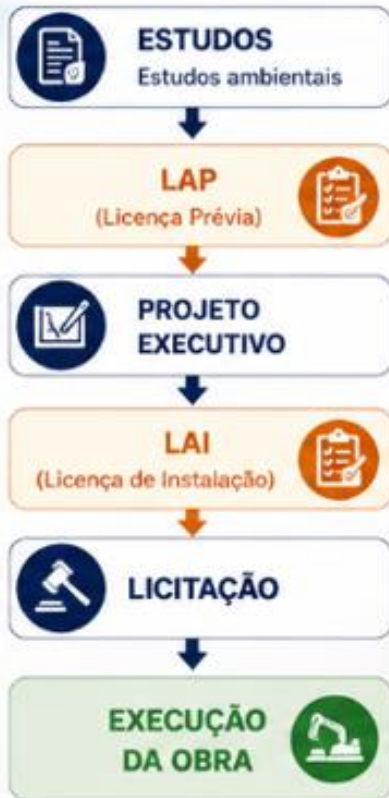 ESTUDOS
Estudos ambientais
LAP
(Licença Prévia)
PROJETO
EXECUTIVO
LAI
(Licença de Instalação)
LICITAÇÃO
EXECUÇÃO
DA OBRA